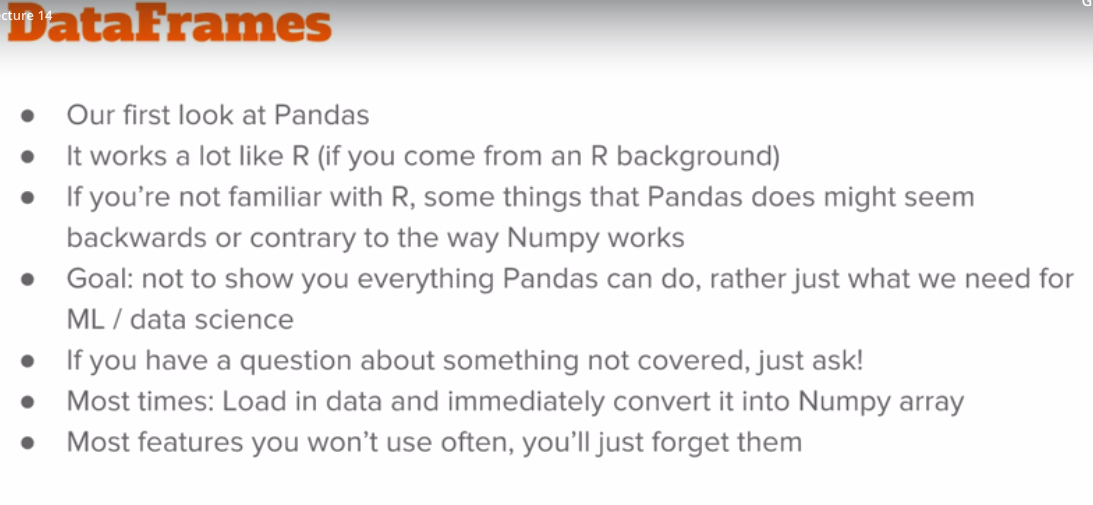 cture 14
G
DataFrames
● Our first look at Pandas
● It works a lot like R (if you come from an R background)
● If you’re not familiar with R, some things that Pandas does might seem
backwards or contrary to the way Numpy works
● Goal: not to show you everything Pandas can do, rather just what we need for
ML / data science
● If you have a question about something not covered, just ask!
● Most times: Load in data and immediately convert it into Numpy array
● Most features you won’t use often, you’ll just forget them